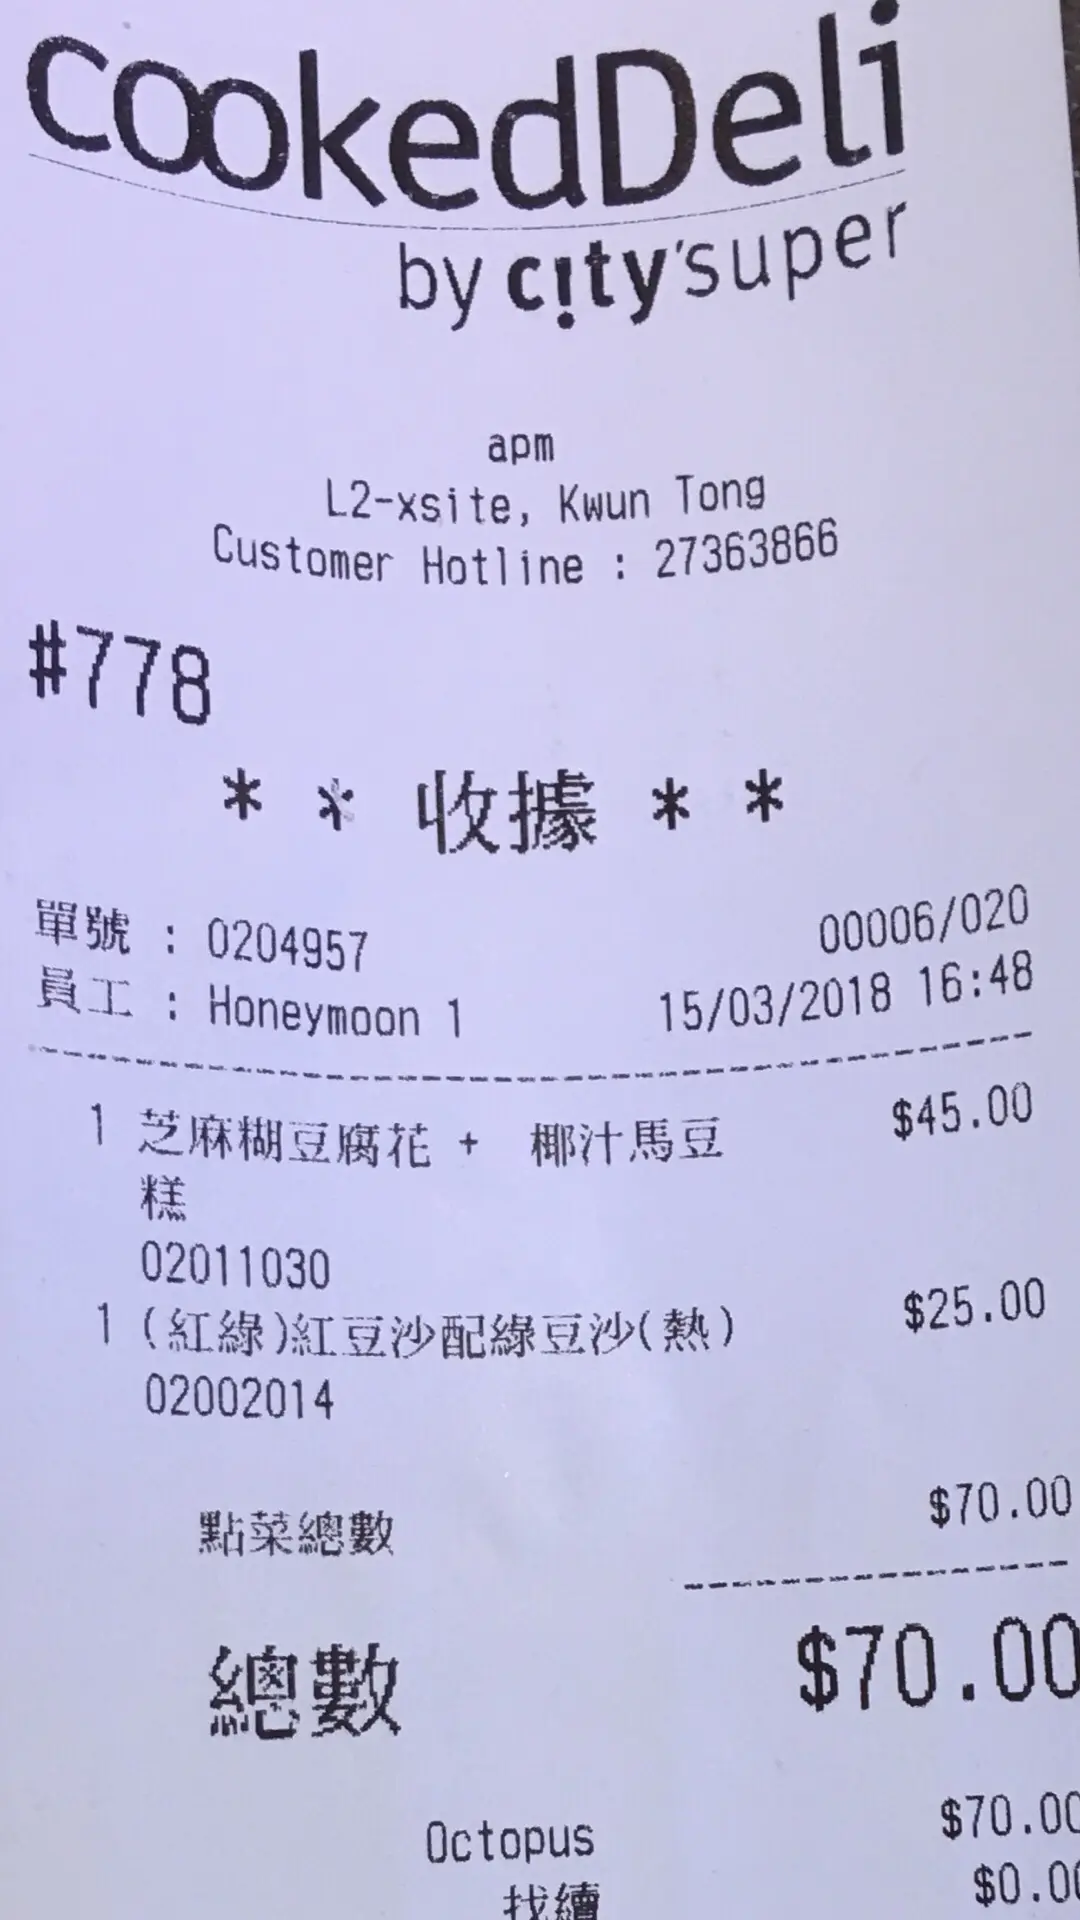 cookedDeli
by c!ty'super
apm
L2-xsite, Kwun Tong
Customer Hotline : 27363866
#778
* * 收據 * *
單號 : 0204957 00006/020
員工 : Honeymoon 1 15/03/2018 16:48
1 芝麻糊豆腐花 + 椰汁馬豆 $45.00
糕
02011030
1 (紅綠)紅豆沙配綠豆沙(熱) $25.00
02002014
點菜總數 $70.00
總數 $70.00
Octopus $70.00
找續 $0.00